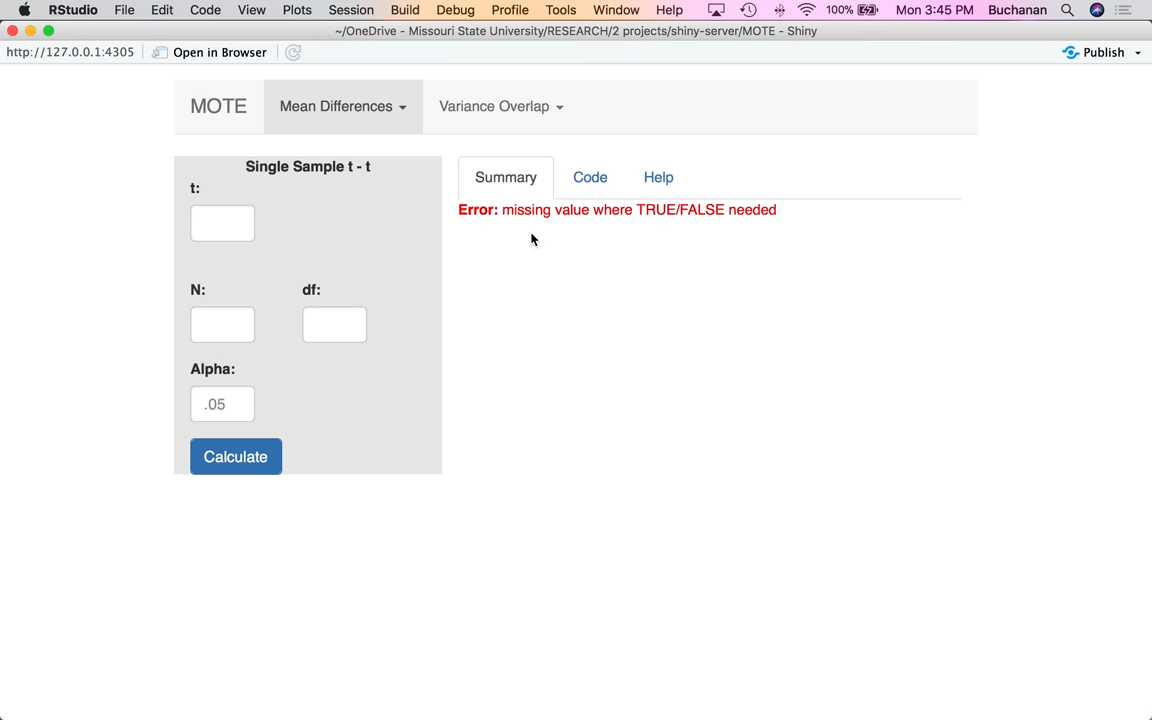 RStudio File Edit Code View Plots Session Build Debug Profile Tools Window Help 100% Mon 3:45 PM Buchanan
~/OneDrive - Missouri State University/RESEARCH/2 projects/shiny-server/MOTE - Shiny
http://127.0.0.1:4305 Open in Browser Publish
MOTE Mean Differences Variance Overlap
Single Sample t - t
t:
N: df:
Alpha:
.05
Calculate
Summary Code Help
Error: missing value where TRUE/FALSE needed